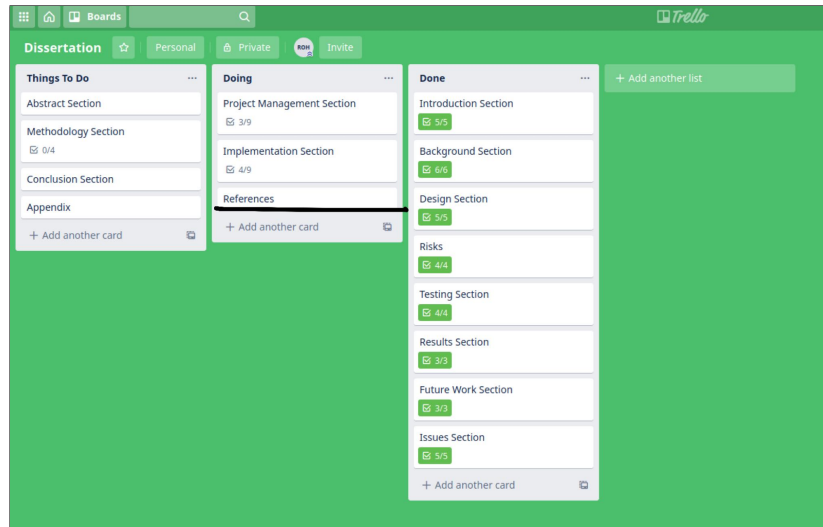 Boards
Trello
Dissertation
Personal
Private
ROH
Invite
Things To Do
Abstract Section
Methodology Section
0/4
Conclusion Section
Appendix
+ Add another card
Doing
Project Management Section
3/9
Implementation Section
4/9
References
+ Add another card
Done
Introduction Section
5/5
Background Section
6/6
Design Section
5/5
Risks
4/4
Testing Section
4/4
Results Section
3/3
Future Work Section
3/3
Issues Section
5/5
+ Add another card
+ Add another list